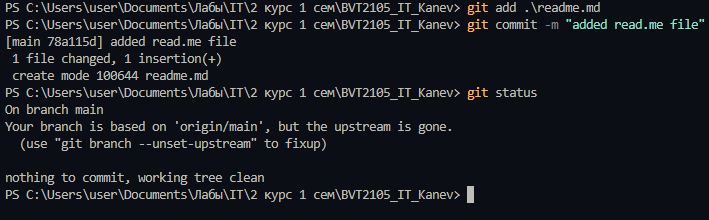 PS C:\Users\user\Documents\Лабы\IT\2 курс 1 сем\BVT2105_IT_Kanev> git add .\readme.md
PS C:\Users\user\Documents\Лабы\IT\2 курс 1 сем\BVT2105_IT_Kanev> git commit -m "added read.me file"
[main 78a115d] added read.me file
 1 file changed, 1 insertion(+)
 create mode 100644 readme.md
PS C:\Users\user\Documents\Лабы\IT\2 курс 1 сем\BVT2105_IT_Kanev> git status
On branch main
Your branch is based on 'origin/main', but the upstream is gone.
  (use "git branch --unset-upstream" to fixup)

nothing to commit, working tree clean
PS C:\Users\user\Documents\Лабы\IT\2 курс 1 сем\BVT2105_IT_Kanev>